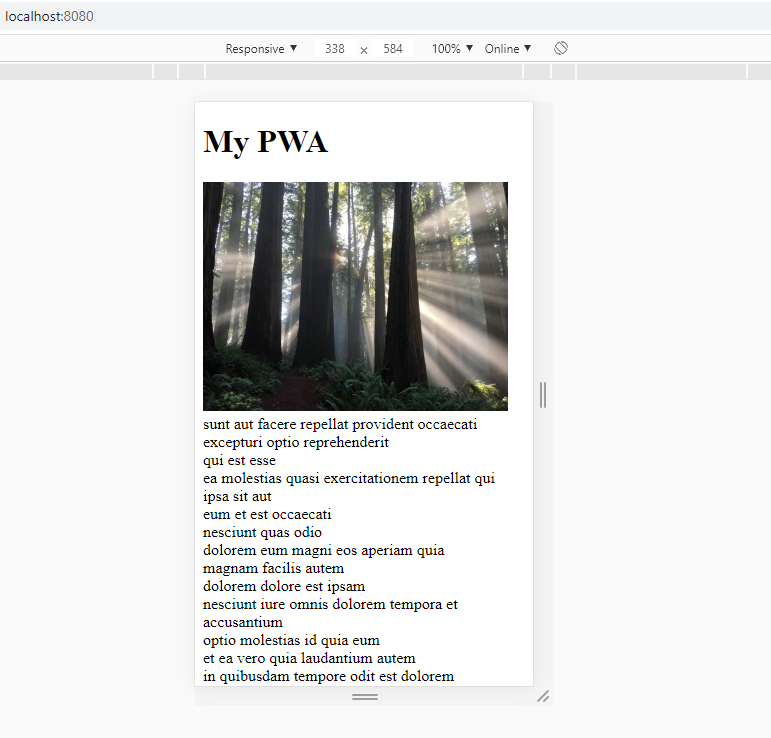 localhost:8080
Responsive ▼ 338 × 584 100% ▼ Online ▼
My PWA
sunt aut facere repellat provident occaecati
excepturi optio reprehenderit
qui est esse
ea molestias quasi exercitationem repellat qui
ipsa sit aut
eum et est occaecati
nesciunt quas odio
dolorem eum magni eos aperiam quia
magnam facilis autem
dolorem dolore est ipsam
nesciunt iure omnis dolorem tempora et
accusantium
optio molestias id quia eum
et ea vero quia laudantium autem
in quibusdam tempore odit est dolorem